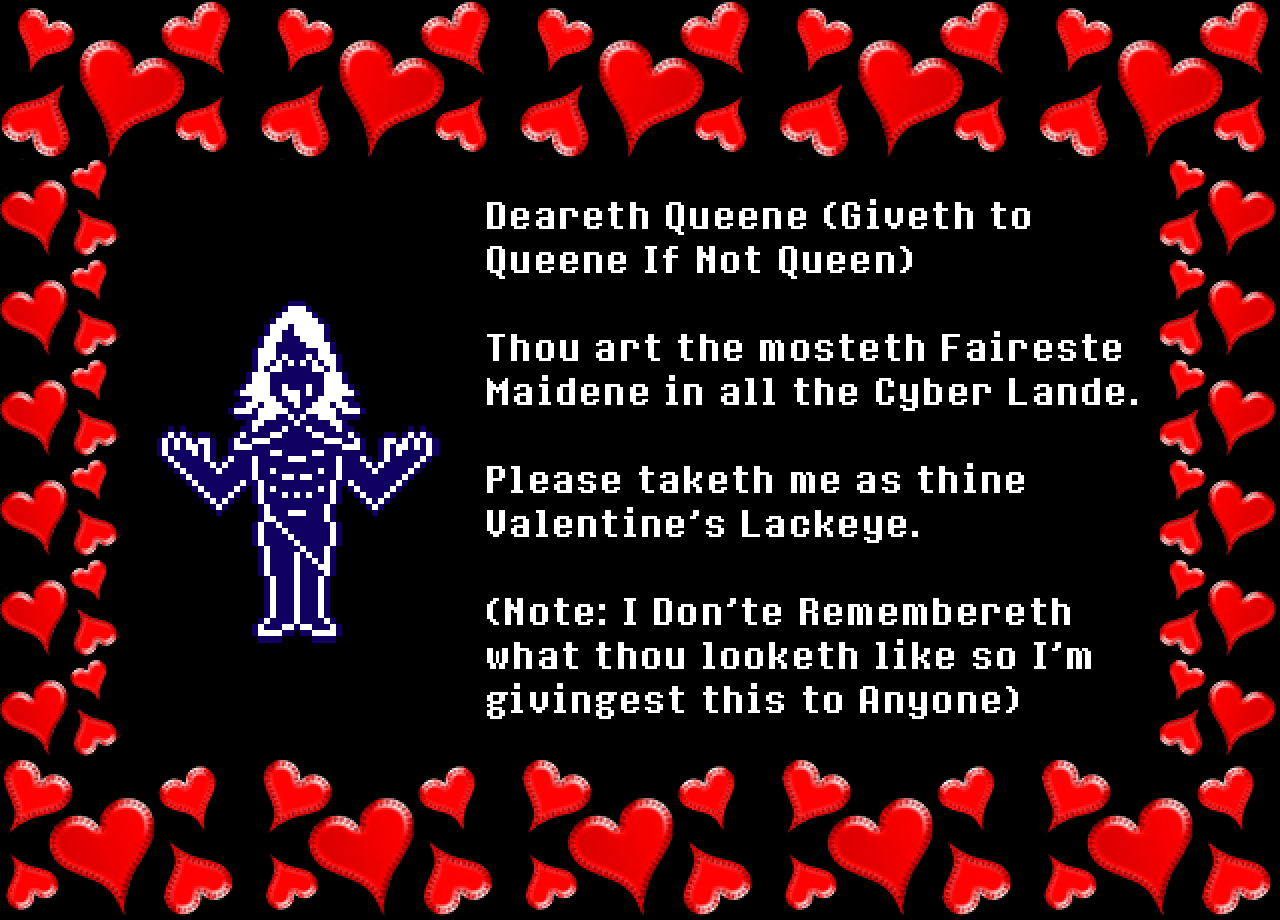 Deareth Queene (Giveth to
Queene If Not Queen)
Thou art the mosteth Faireste
Maidene in all the Cyber Lande.
Please taketh me as thine
Valentine's Lackeye.
(Note: I Don'te Remembereth
what thou looketh like so I'm
givingest this to Anyone)